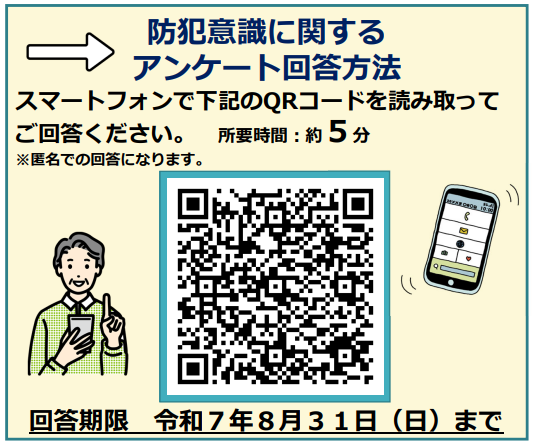 防犯意識に関する
アンケート回答方法
スマートフォンで下記のQRコードを読み取って
ご回答ください。 所要時間：約５分
※匿名での回答になります。
回答期限 令和７年８月３１日（日）まで